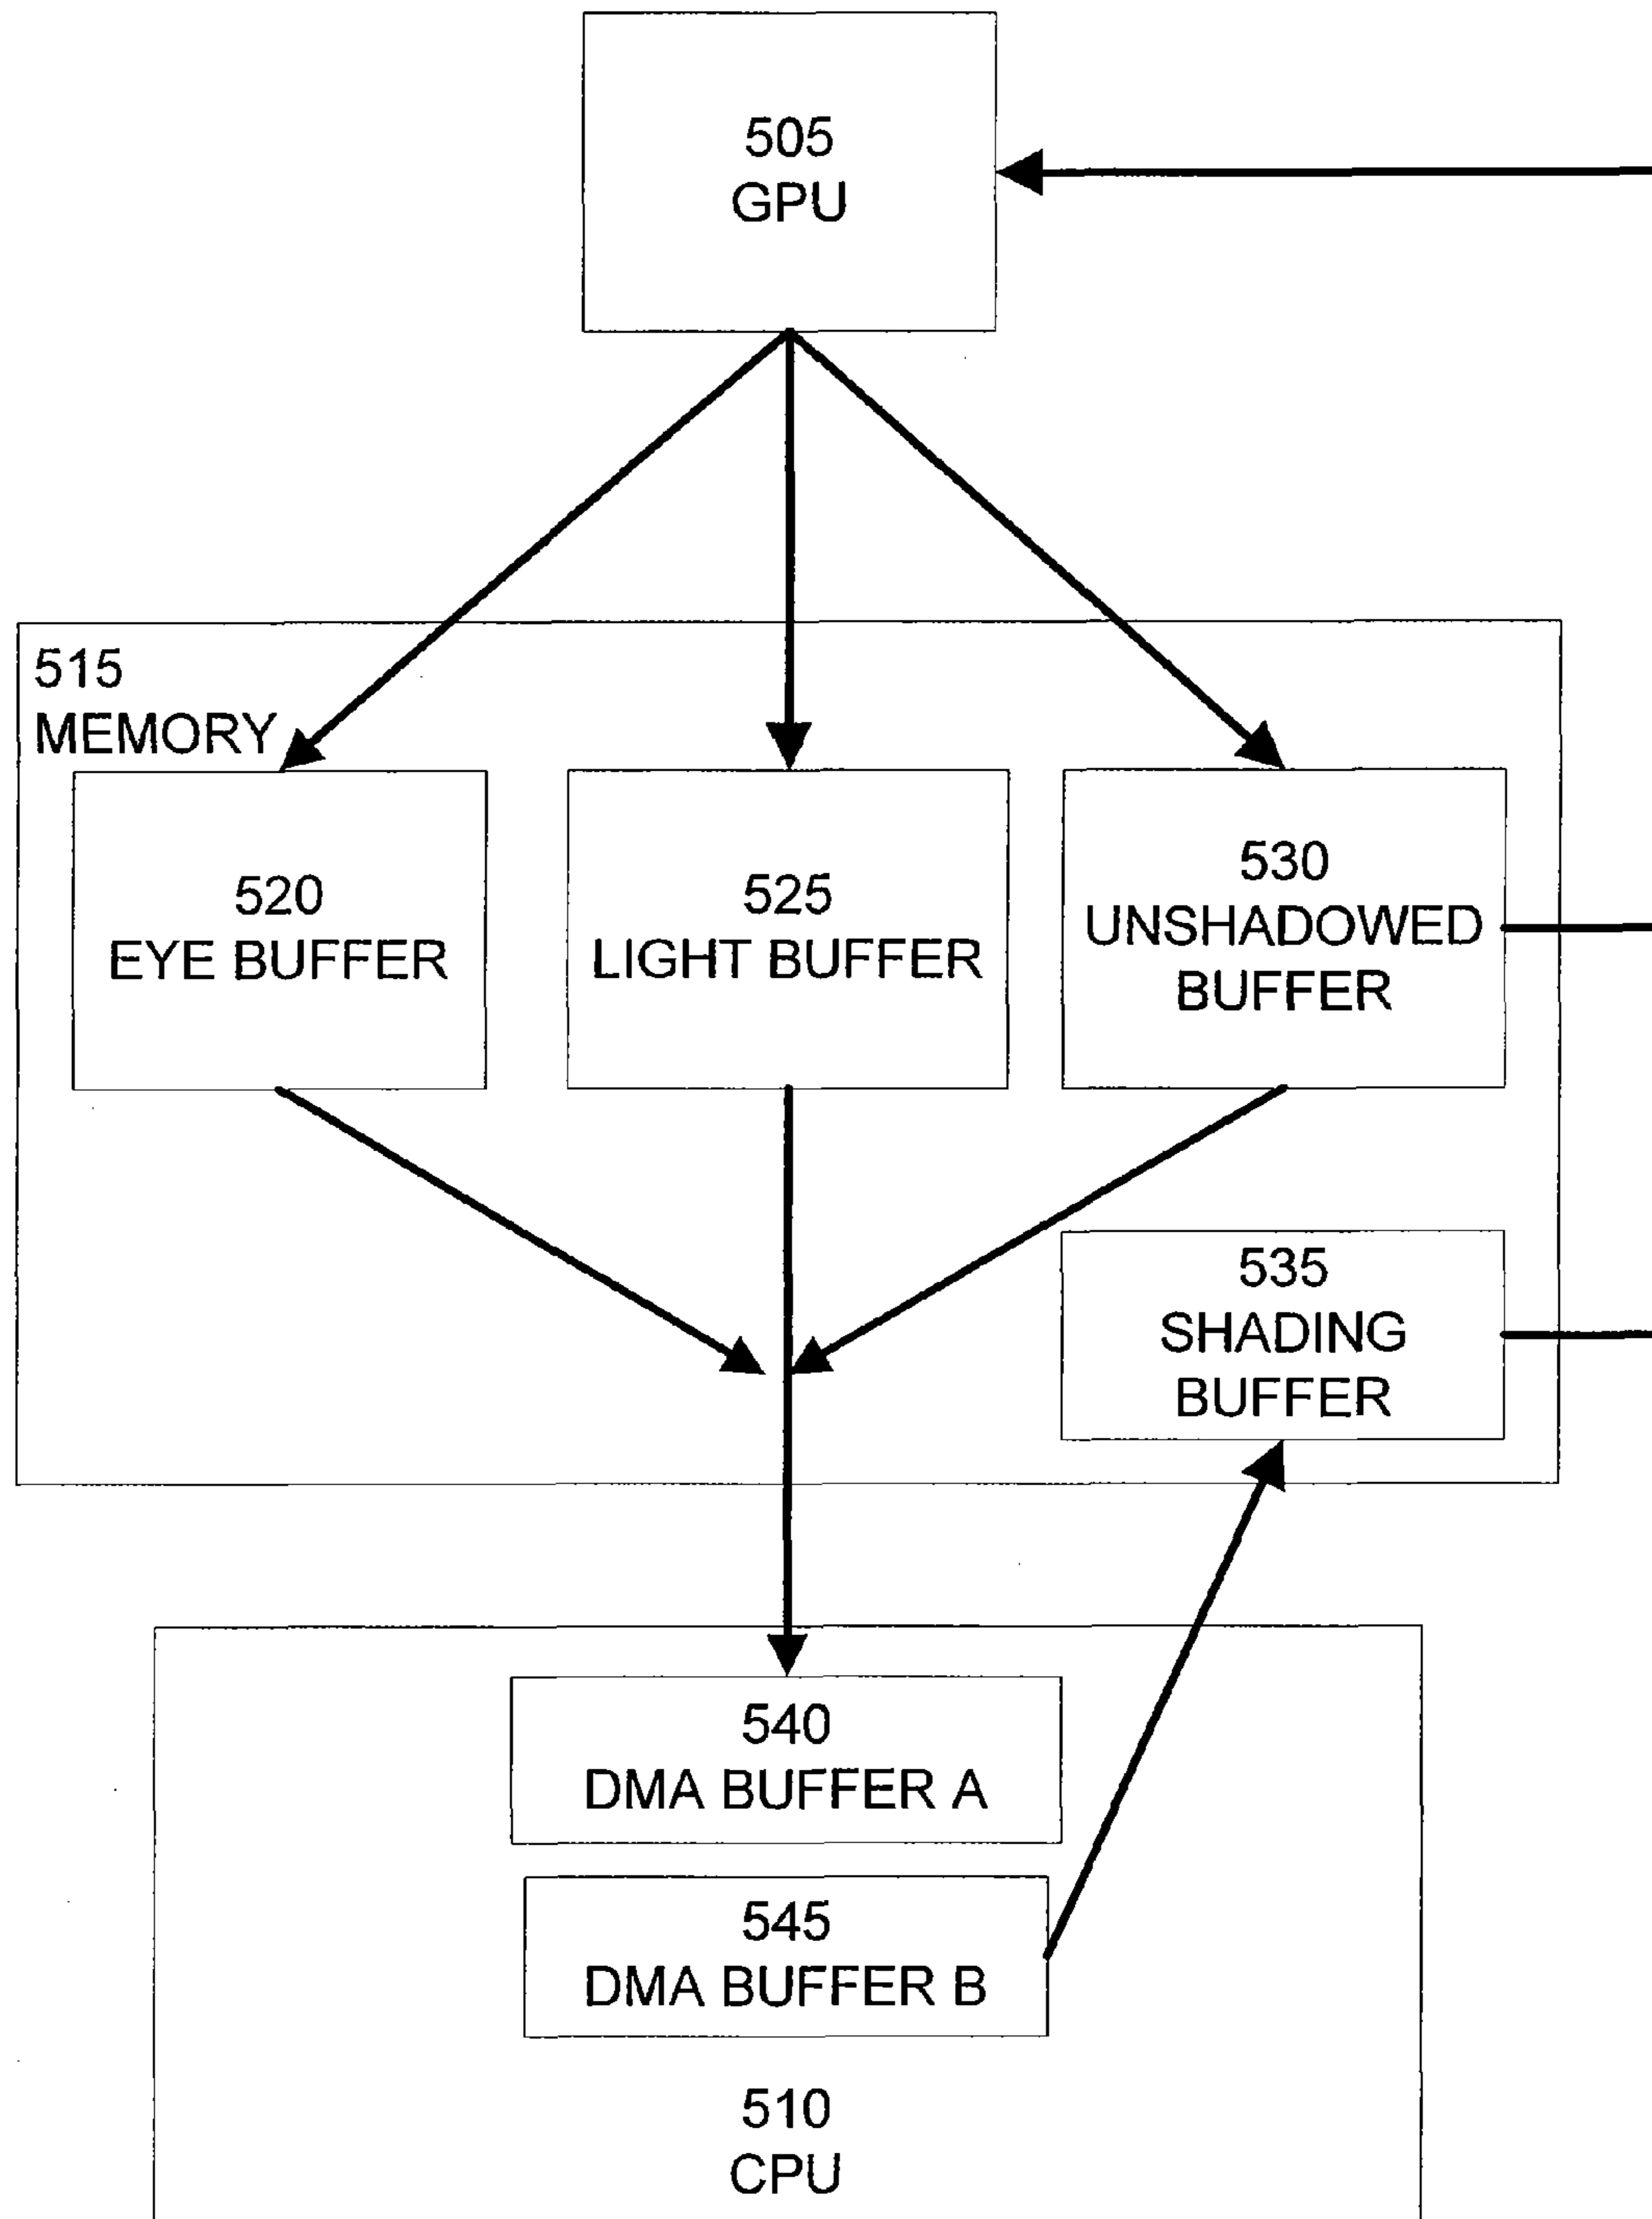 505
GPU
515
MEMORY
520
EYE BUFFER
525
LIGHT BUFFER
530
UNSHADOWED
BUFFER
535
SHADING
BUFFER
540
DMA BUFFER A
545
DMA BUFFER B
510
CPU